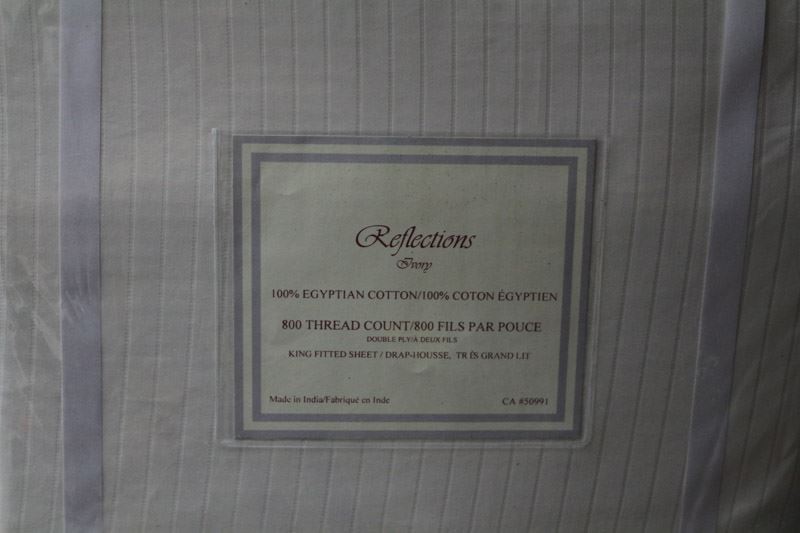 Reflections
Ivory
100% EGYPTIAN COTTON/100% COTON ÉGYPTIEN
800 THREAD COUNT/800 FILS PAR POUCE
DOUBLE PLY/À DEUX FILS
KING FITTED SHEET / DRAP-HOUSSE, TR ÍS GRAND LIT
Made in India/Fabriqué en Inde
CA #50991